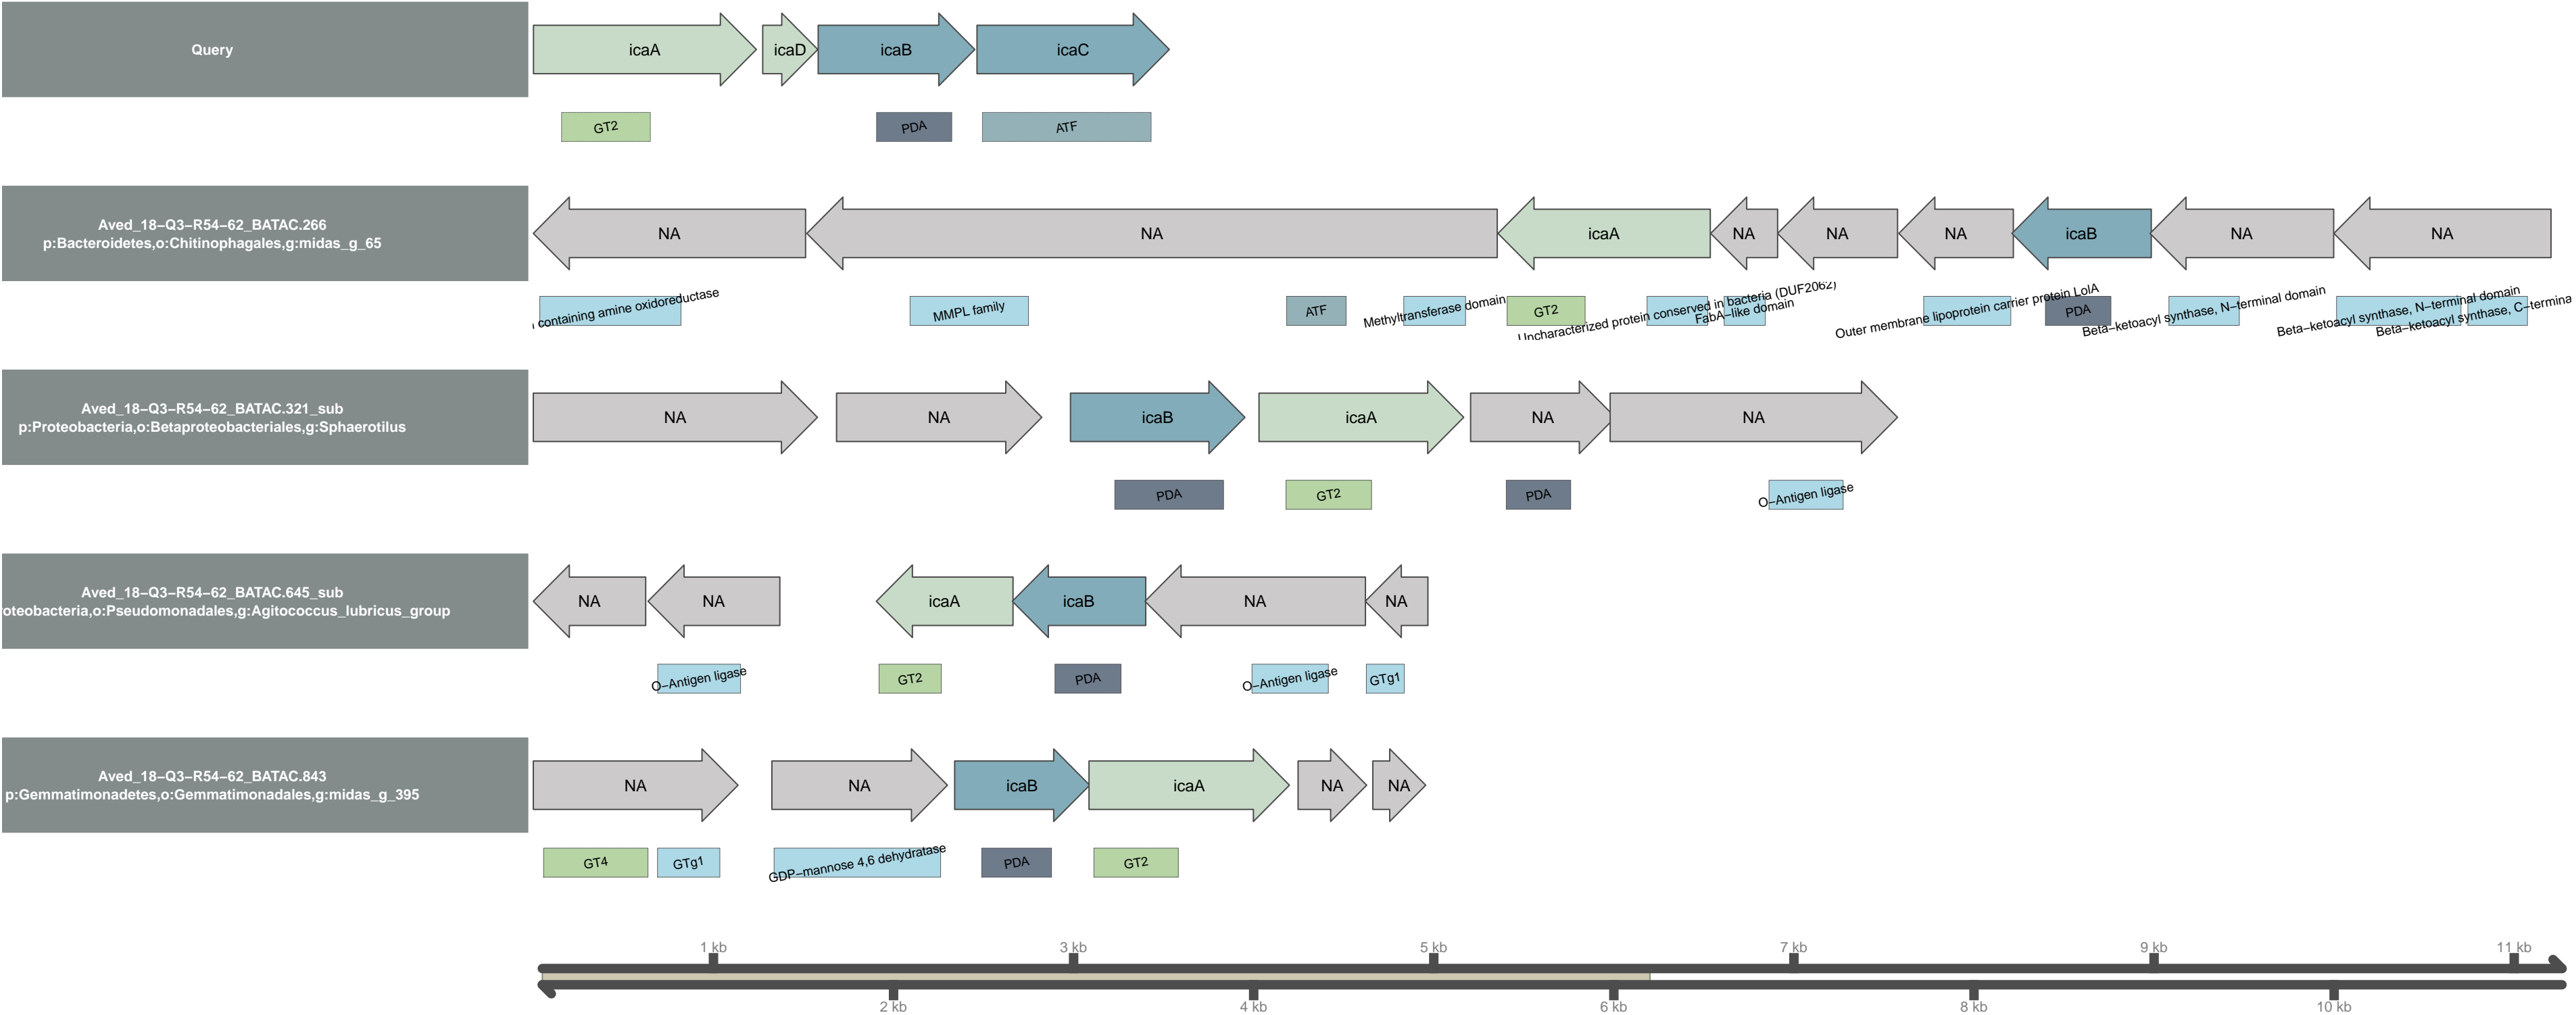 Query
icaA
icaD
icaB
icaC
GT2
PDA
ATF
Aved_18−Q3−R54−62_BATAC.266
p:Bacteroidetes,o:Chitinophagales,g:midas_g_65
NA
NA
icaA
NA
NA
NA
icaB
NA
NA
containing amine oxidoreductase
MMPL family
ATF
Methyltransferase domain
GT2
Uncharacterized protein conserved in bacteria (DUF2062)
FabA−like domain
Outer membrane lipoprotein carrier protein LolA
PDA
Beta−ketoacyl synthase, N−terminal domain
Beta−ketoacyl synthase, N−terminal domain
Beta−ketoacyl synthase, C−termina
Aved_18−Q3−R54−62_BATAC.321_sub
p:Proteobacteria,o:Betaproteobacteriales,g:Sphaerotilus
NA
NA
icaB
icaA
NA
NA
PDA
GT2
PDA
O−Antigen ligase
Aved_18−Q3−R54−62_BATAC.645_sub
roteobacteria,o:Pseudomonadales,g:Agitococcus_lubricus_group
NA
NA
icaA
icaB
NA
NA
O−Antigen ligase
GT2
PDA
O−Antigen ligase
GTg1
Aved_18−Q3−R54−62_BATAC.843
p:Gemmatimonadetes,o:Gemmatimonadales,g:midas_g_395
NA
NA
icaB
icaA
NA
NA
GT4
GTg1
GDP−mannose 4,6 dehydratase
PDA
GT2
1 kb
3 kb
5 kb
7 kb
9 kb
11 kb
2 kb
4 kb
6 kb
8 kb
10 kb